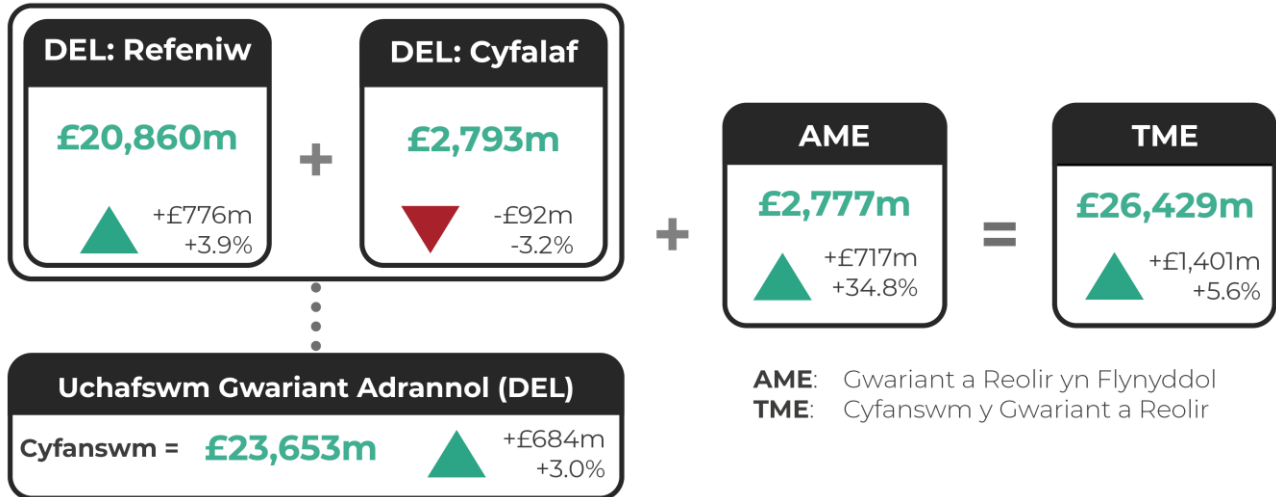 DEL: Refeniw
£20,860m
+£776m
+3.9%
+
DEL: Cyfalaf
£2,793m
-£92m
-3.2%
+
AME
£2,777m
+£717m
+34.8%
=
TME
£26,429m
+£1,401m
+5.6%
Uchafswm Gwariant Adrannol (DEL)
Cyfanswm = £23,653m
+£684m
+3.0%
AME: Gwariant a Reolir yn Flynyddol
TME: Cyfanswm y Gwariant a Reolir